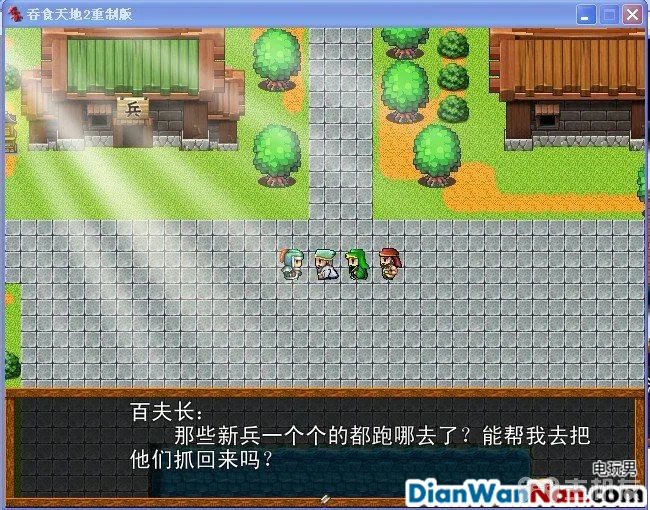 吞食天地2重制版
兵
百夫长：
那些新兵一个个的都跑哪去了？能帮我去把
他们抓回来吗？
电玩男
DianWanNan.com